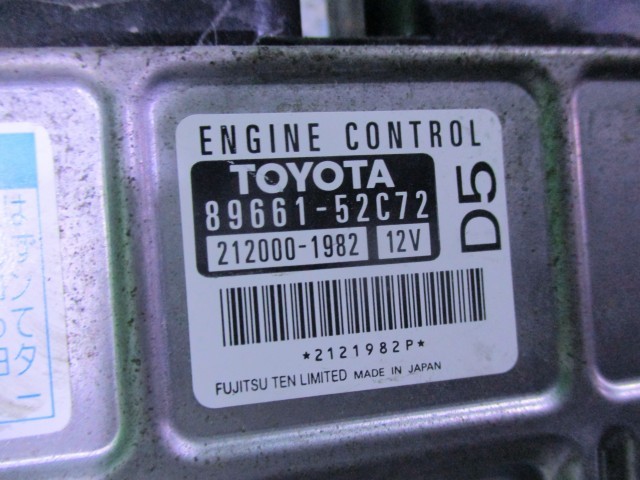 ENGINE CONTROL
TOYOTA
89661-52C72
212000-1982 12V
D5
*2121982P*
FUJITSU TEN LIMITED MADE IN JAPAN